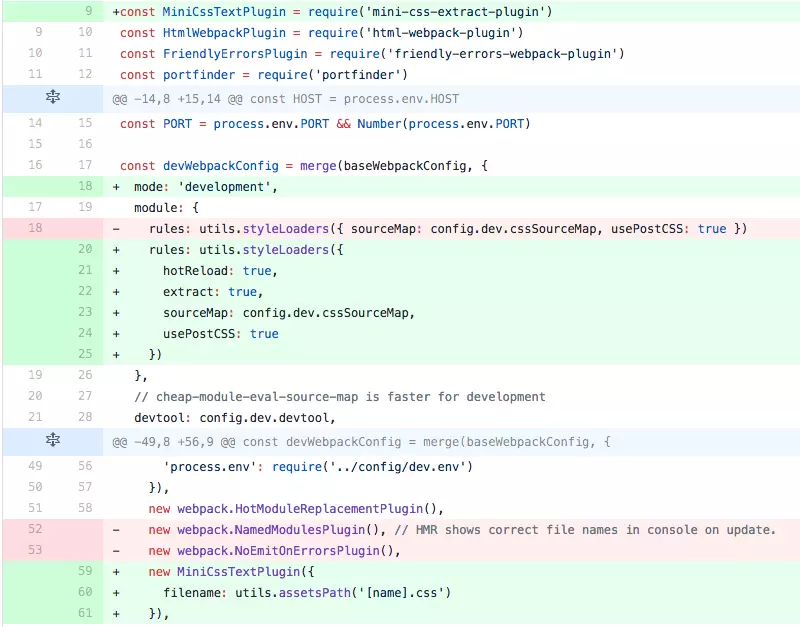 9 +const MiniCssTextPlugin = require('mini-css-extract-plugin')
9 10 const HtmlWebpackPlugin = require('html-webpack-plugin')
10 11 const FriendlyErrorsPlugin = require('friendly-errors-webpack-plugin')
11 12 const portfinder = require('portfinder')
@@ -14,8 +15,14 @@ const HOST = process.env.HOST
14 15 const PORT = process.env.PORT && Number(process.env.PORT)
15 16
16 17 const devWebpackConfig = merge(baseWebpackConfig, {
18 + mode: 'development',
17 19 module: {
18 - rules: utils.styleLoaders({ sourceMap: config.dev.cssSourceMap, usePostCSS: true })
20 + rules: utils.styleLoaders({
21 + hotReload: true,
22 + extract: true,
23 + sourceMap: config.dev.cssSourceMap,
24 + usePostCSS: true
25 + })
19 26 },
20 27 // cheap-module-eval-source-map is faster for development
21 28 devtool: config.dev.devtool,
@@ -49,8 +56,9 @@ const devWebpackConfig = merge(baseWebpackConfig, {
49 56 'process.env': require('../config/dev.env')
50 57 }),
51 58 new webpack.HotModuleReplacementPlugin(),
52 - new webpack.NamedModulesPlugin(), // HMR shows correct file names in console on update.
53 - new webpack.NoEmitOnErrorsPlugin(),
59 + new MiniCssTextPlugin({
60 + filename: utils.assetsPath('[name].css')
61 + }),